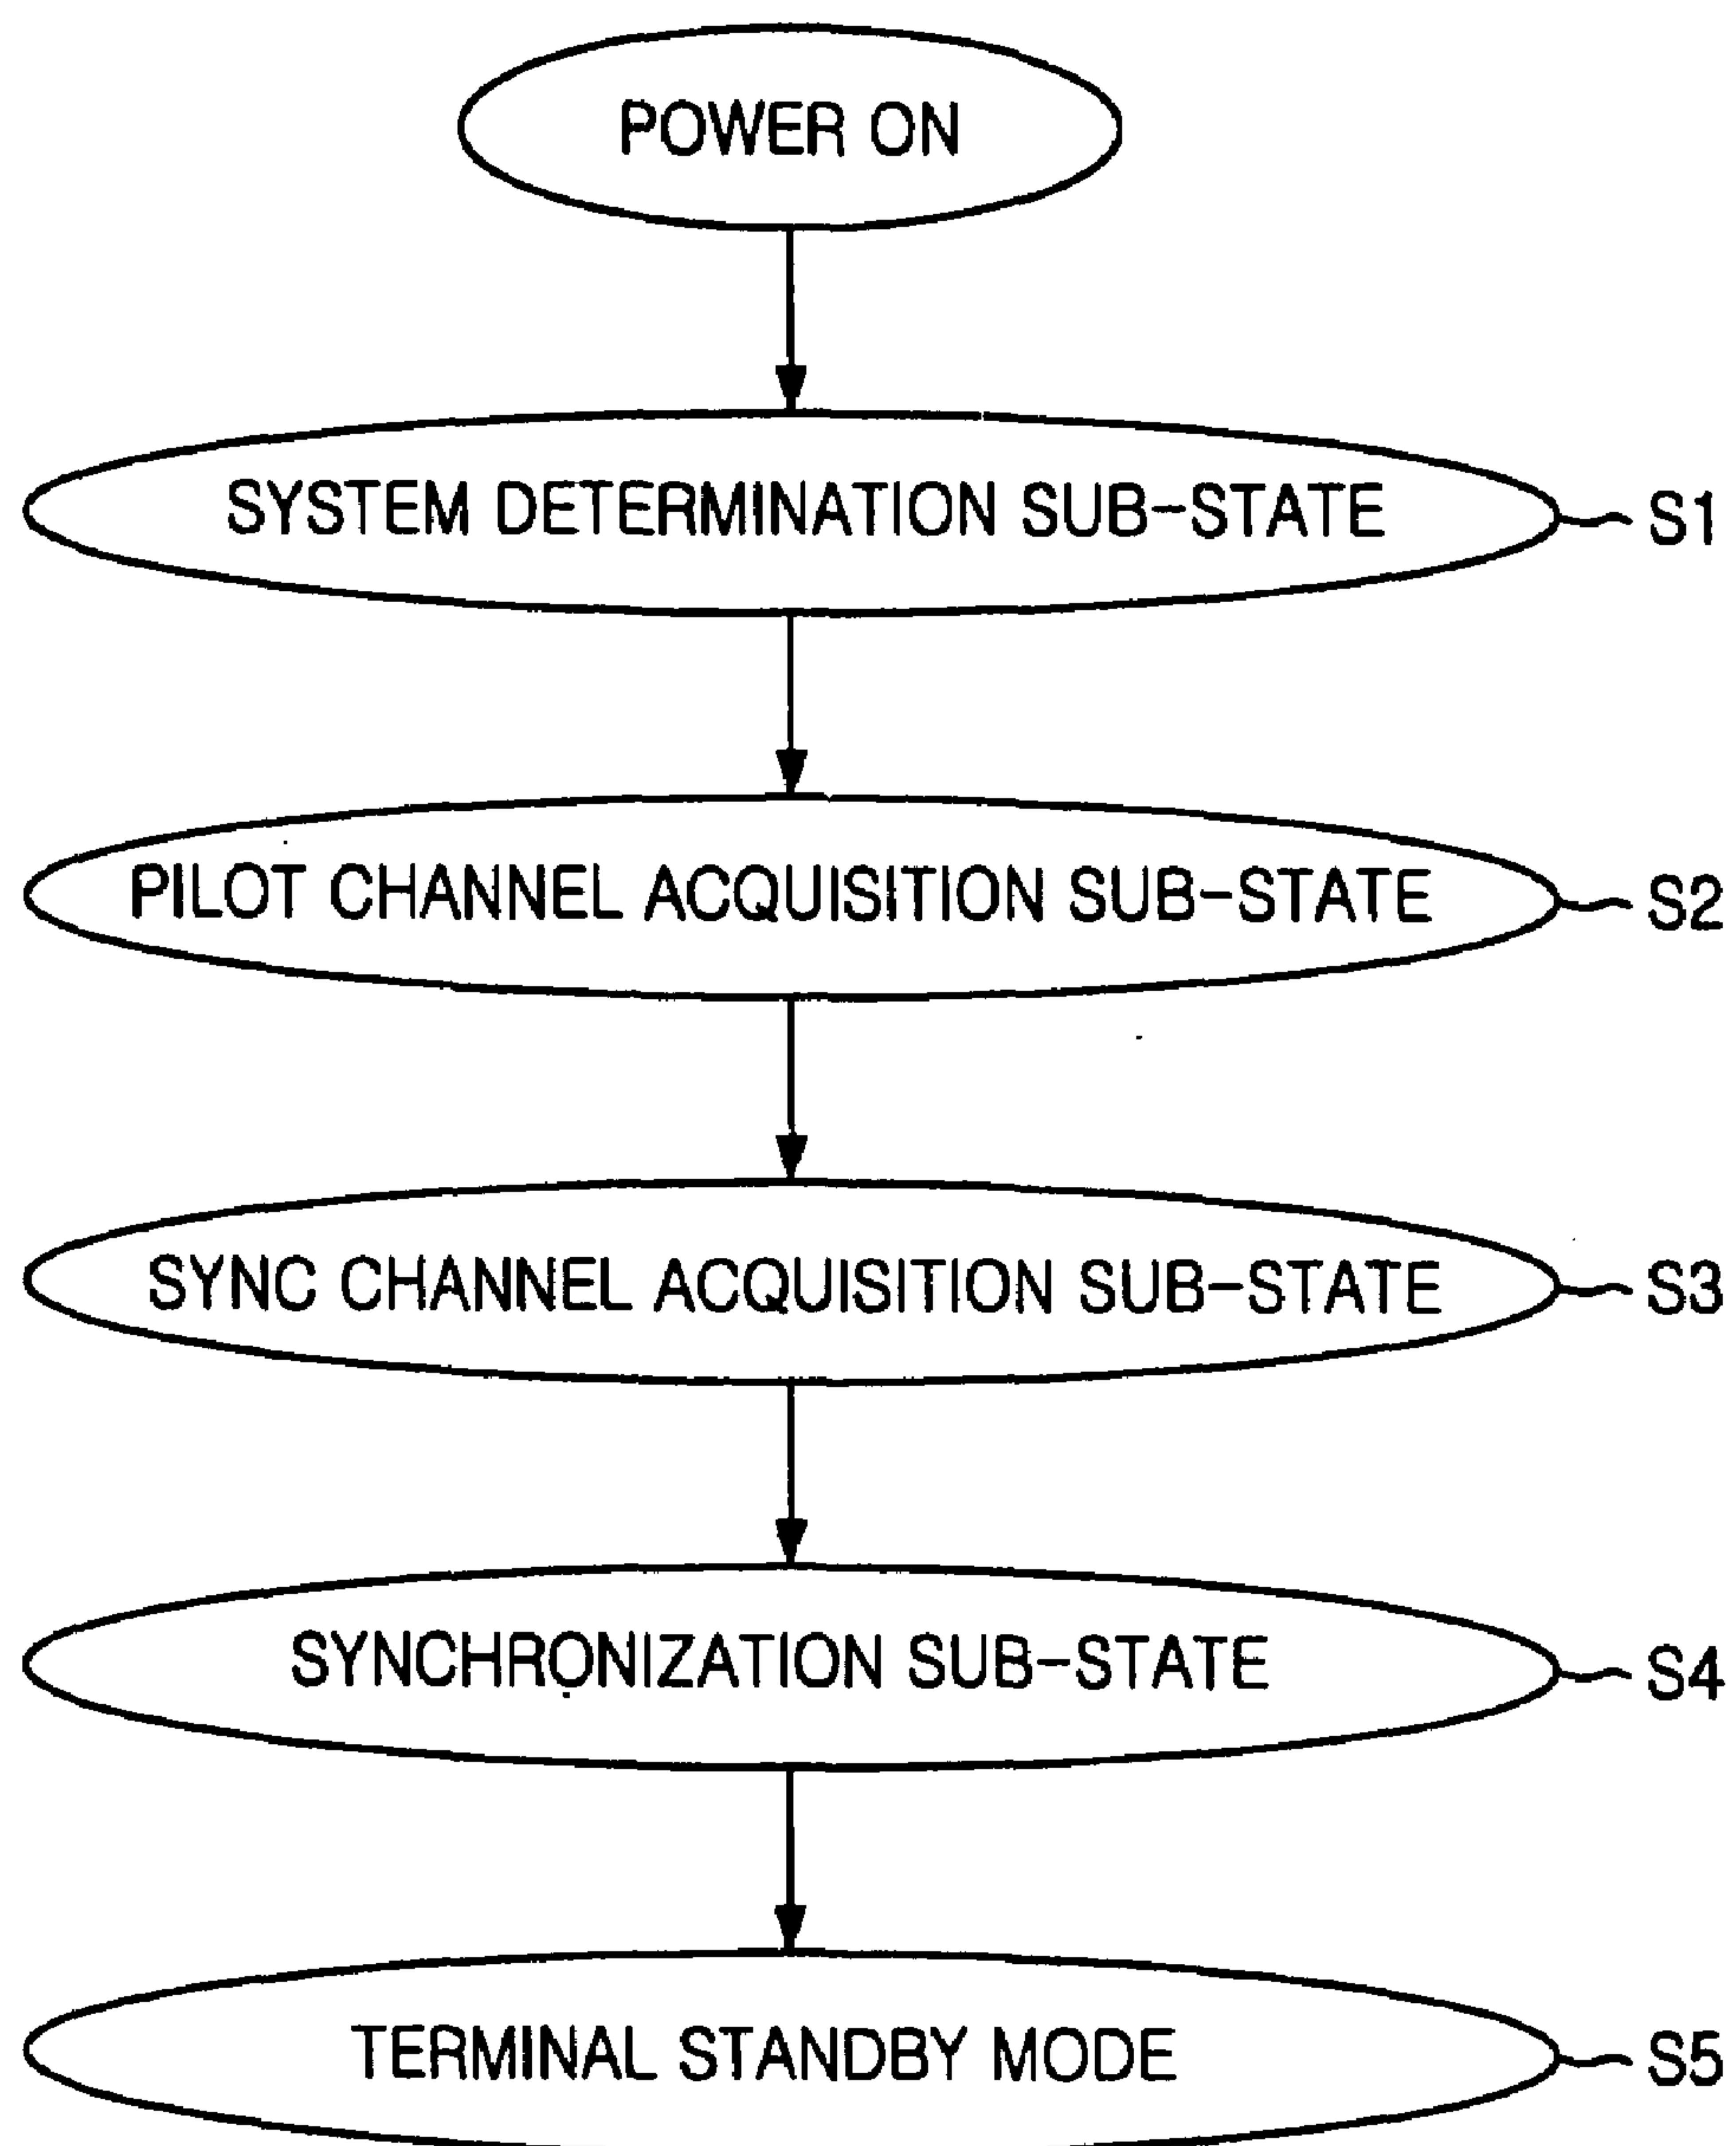 POWER ON
SYSTEM DETERMINATION SUB-STATE
S1
PILOT CHANNEL ACQUISITION SUB-STATE
S2
SYNC CHANNEL ACQUISITION SUB-STATE
S3
SYNCHRONIZATION SUB-STATE
S4
TERMINAL STANDBY MODE
S5